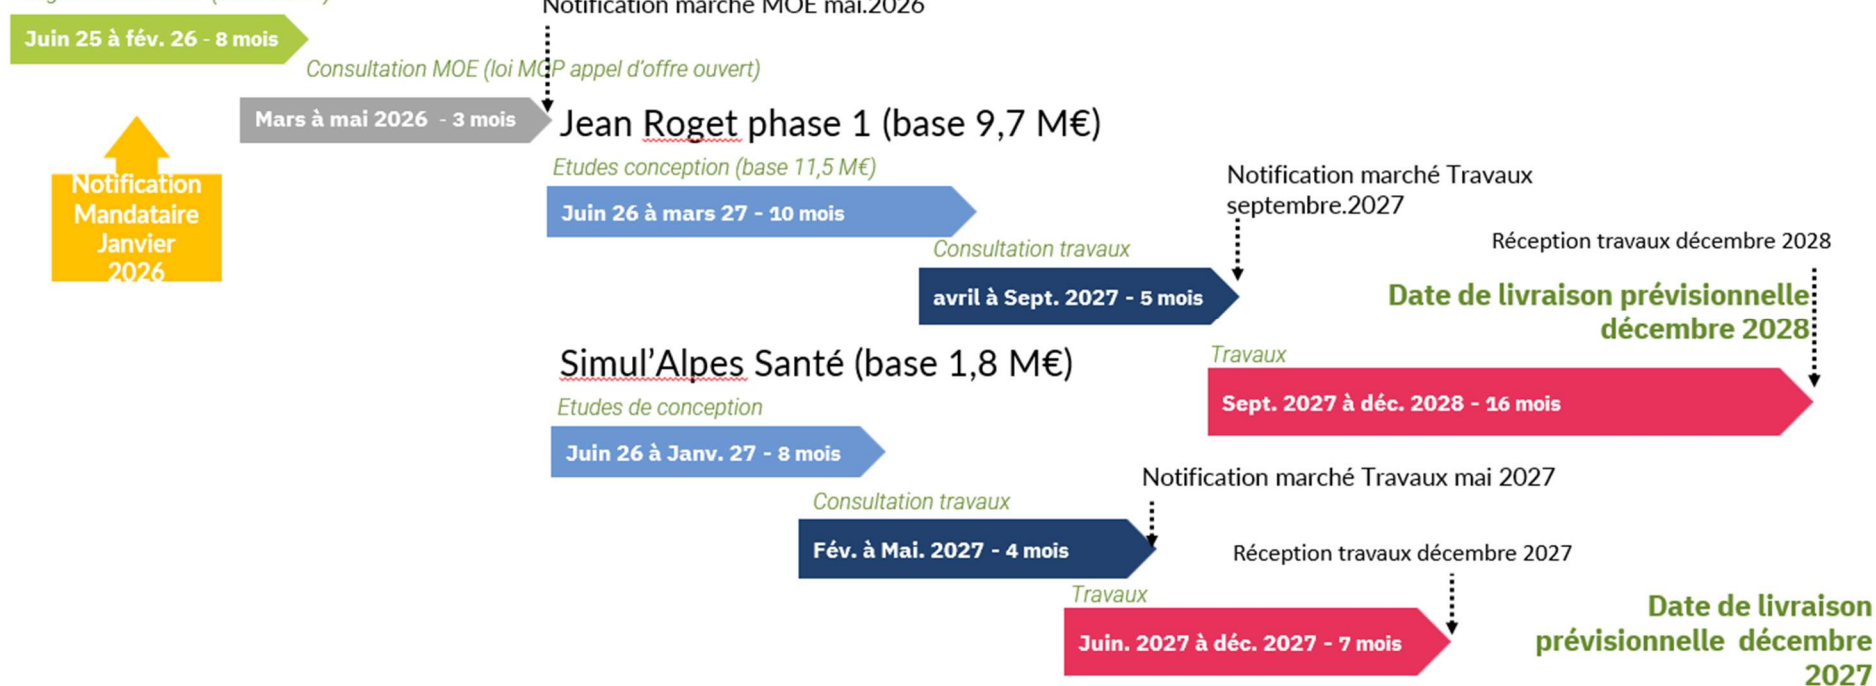 Notification marché MOE mai.2026
Juin 25 à fév. 26 - 8 mois
Consultation MOE (loi MOP appel d'offre ouvert)
Mars à mai 2026 - 3 mois
Jean Roget phase 1 (base 9,7 M€)
Notification
Mandataire
Janvier
2026
Etudes conception (base 11,5 M€)
Juin 26 à mars 27 - 10 mois
Notification marché Travaux
septembre.2027
Consultation travaux
avril à Sept. 2027 - 5 mois
Réception travaux décembre 2028
Date de livraison prévisionnelle
décembre 2028
Travaux
Sept. 2027 à déc. 2028 - 16 mois
Simul'Alpes Santé (base 1,8 M€)
Etudes de conception
Juin 26 à Janv. 27 - 8 mois
Notification marché Travaux mai 2027
Consultation travaux
Fév. à Mai. 2027 - 4 mois
Réception travaux décembre 2027
Travaux
Juin. 2027 à déc. 2027 - 7 mois
Date de livraison
prévisionnelle décembre
2027